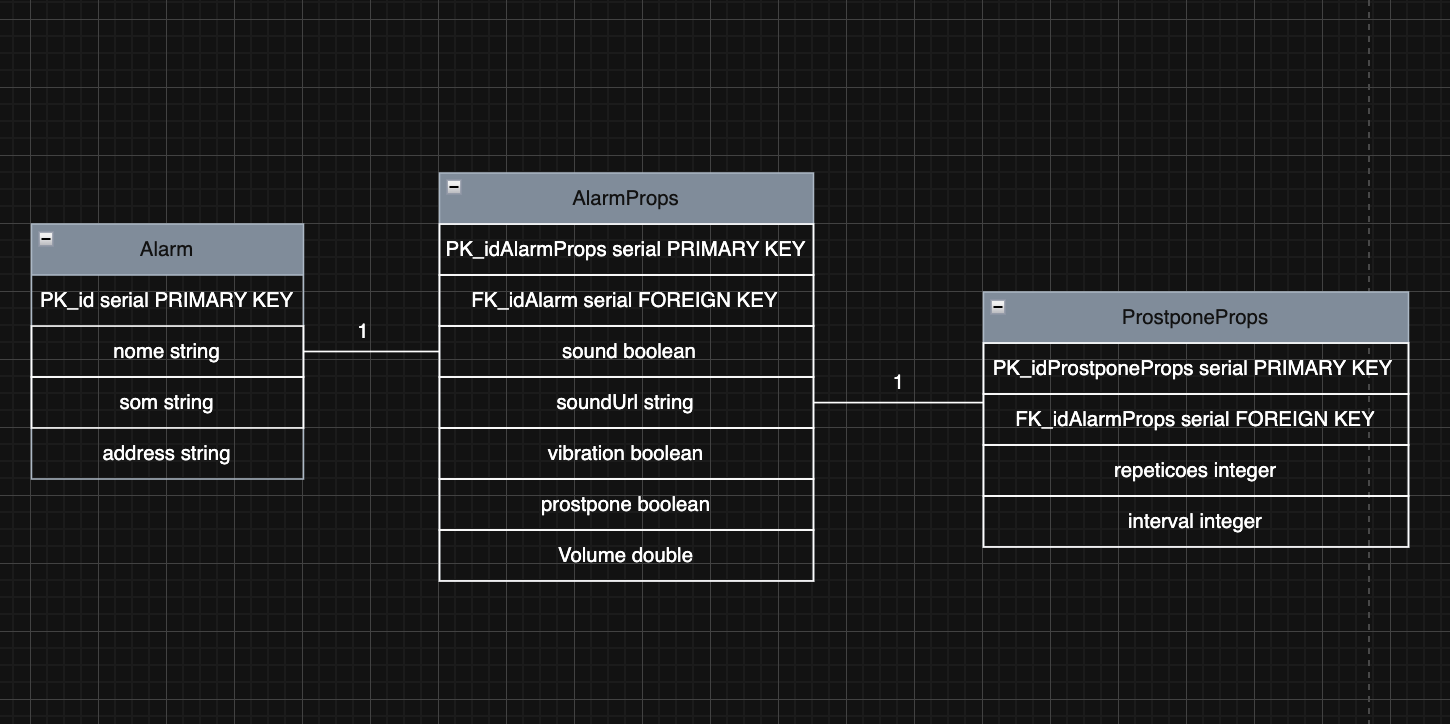 Alarm
PK_id serial PRIMARY KEY
nome string
som string
address string
1
AlarmProps
PK_idAlarmProps serial PRIMARY KEY
FK_idAlarm serial FOREIGN KEY
sound boolean
soundUrl string
vibration boolean
prostpone boolean
Volume double
1
ProstponeProps
PK_idProstponeProps serial PRIMARY KEY
FK_idAlarmProps serial FOREIGN KEY
repeticoes integer
interval integer